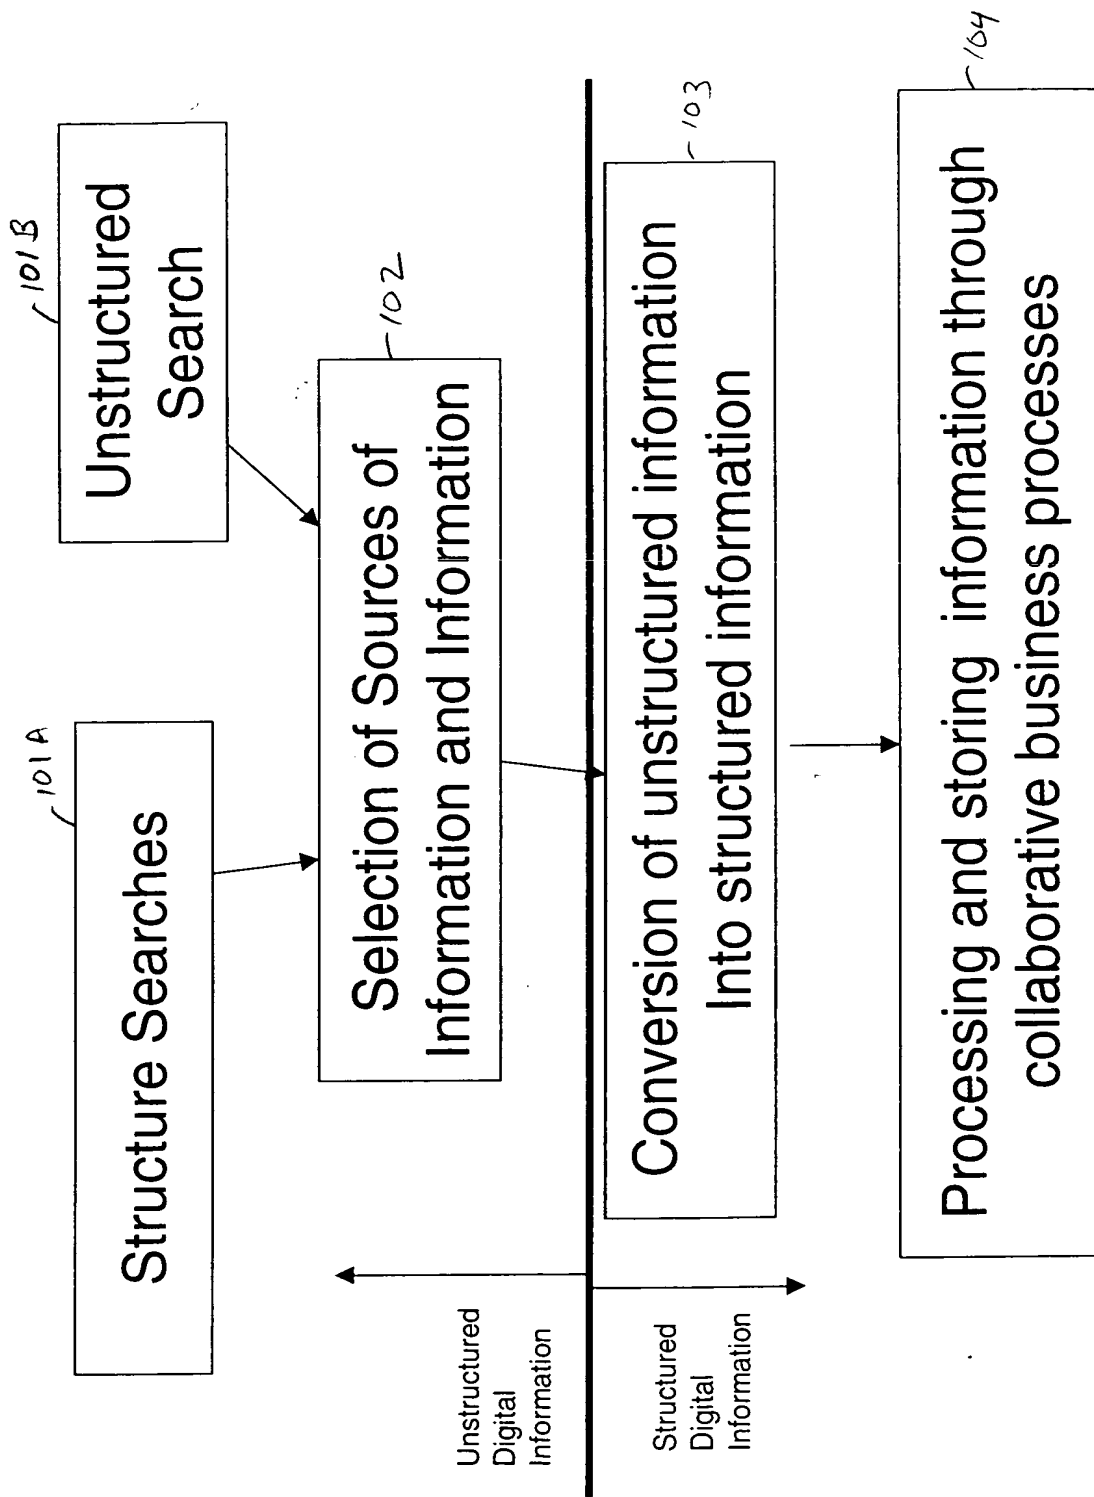 101A
Structure Searches
101B
Unstructured
Search
102
Selection of Sources of
Information and Information
Unstructured
Digital
Information
Structured
Digital
Information
103
Conversion of unstructured information
Into structured information
104
Processing and storing information through
collaborative business processes